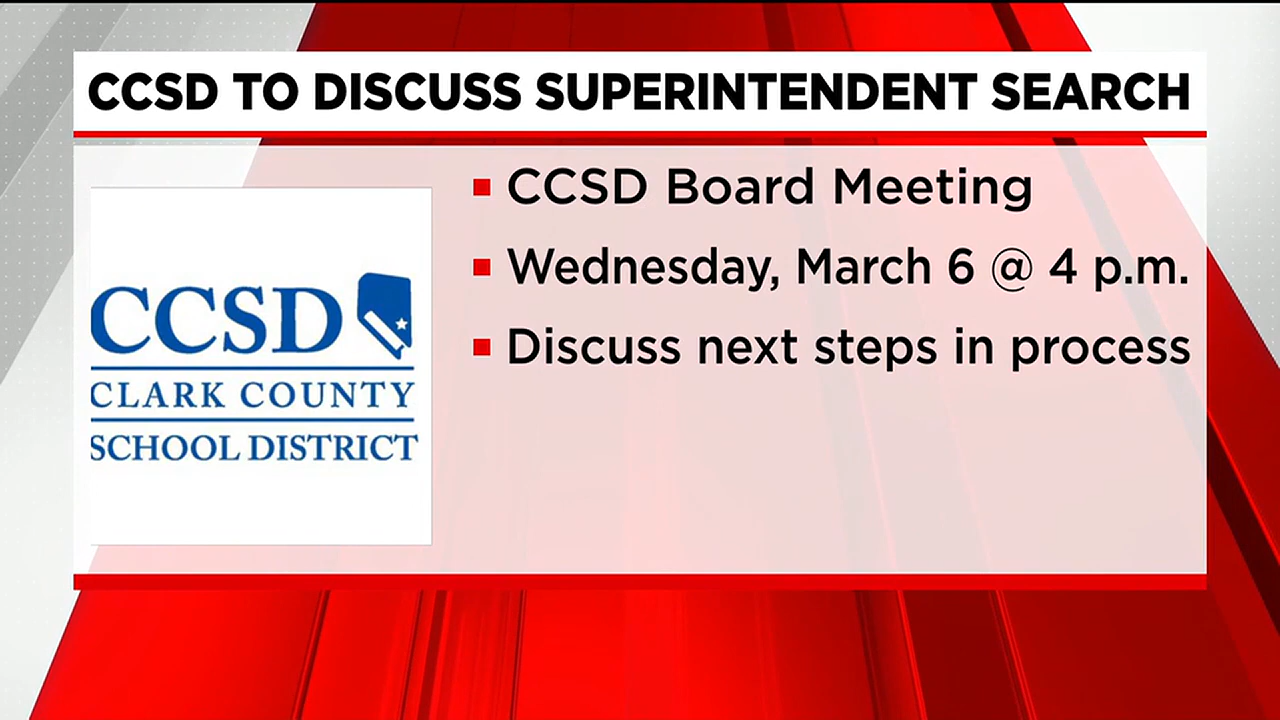 CCSD TO DISCUSS SUPERINTENDENT SEARCH
CCSD Board Meeting
Wednesday, March 6 @ 4 p.m.
Discuss next steps in process
CCSD
CLARK COUNTY
SCHOOL DISTRICT